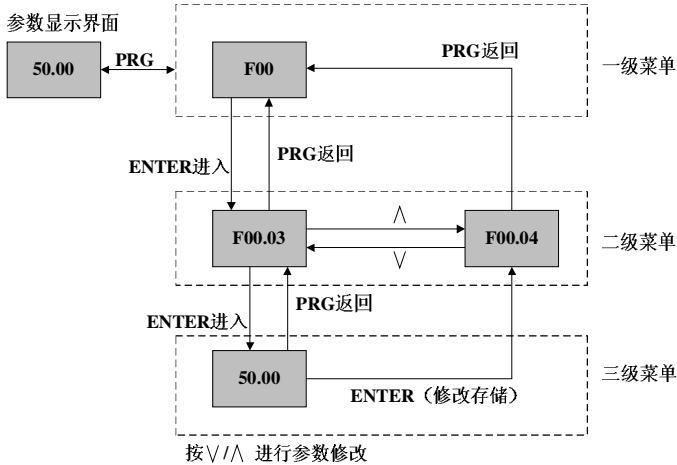 参数显示界面
50.00
PRG
F00
PRG返回
一级菜单
ENTER进入
PRG返回
F00.03
∧
∨
F00.04
二级菜单
ENTER进入
PRG返回
50.00
ENTER（修改存储）
三级菜单
按∨/∧ 进行参数修改